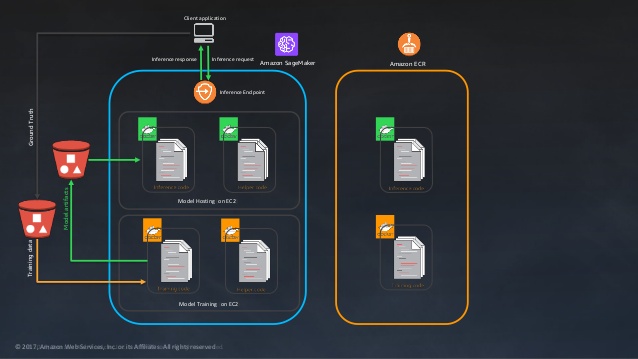 Client application
Inference response
Inference request
Amazon SageMaker
Amazon ECR
Inference Endpoint
Ground Truth
Inference code
Helper code
Inference code
Model Hosting on EC2
Model artifacts
Training data
Training code
Helper code
Training code
Model Training on EC2
© 2017, Amazon Web Services, Inc. or its Affiliates. All rights reserved.